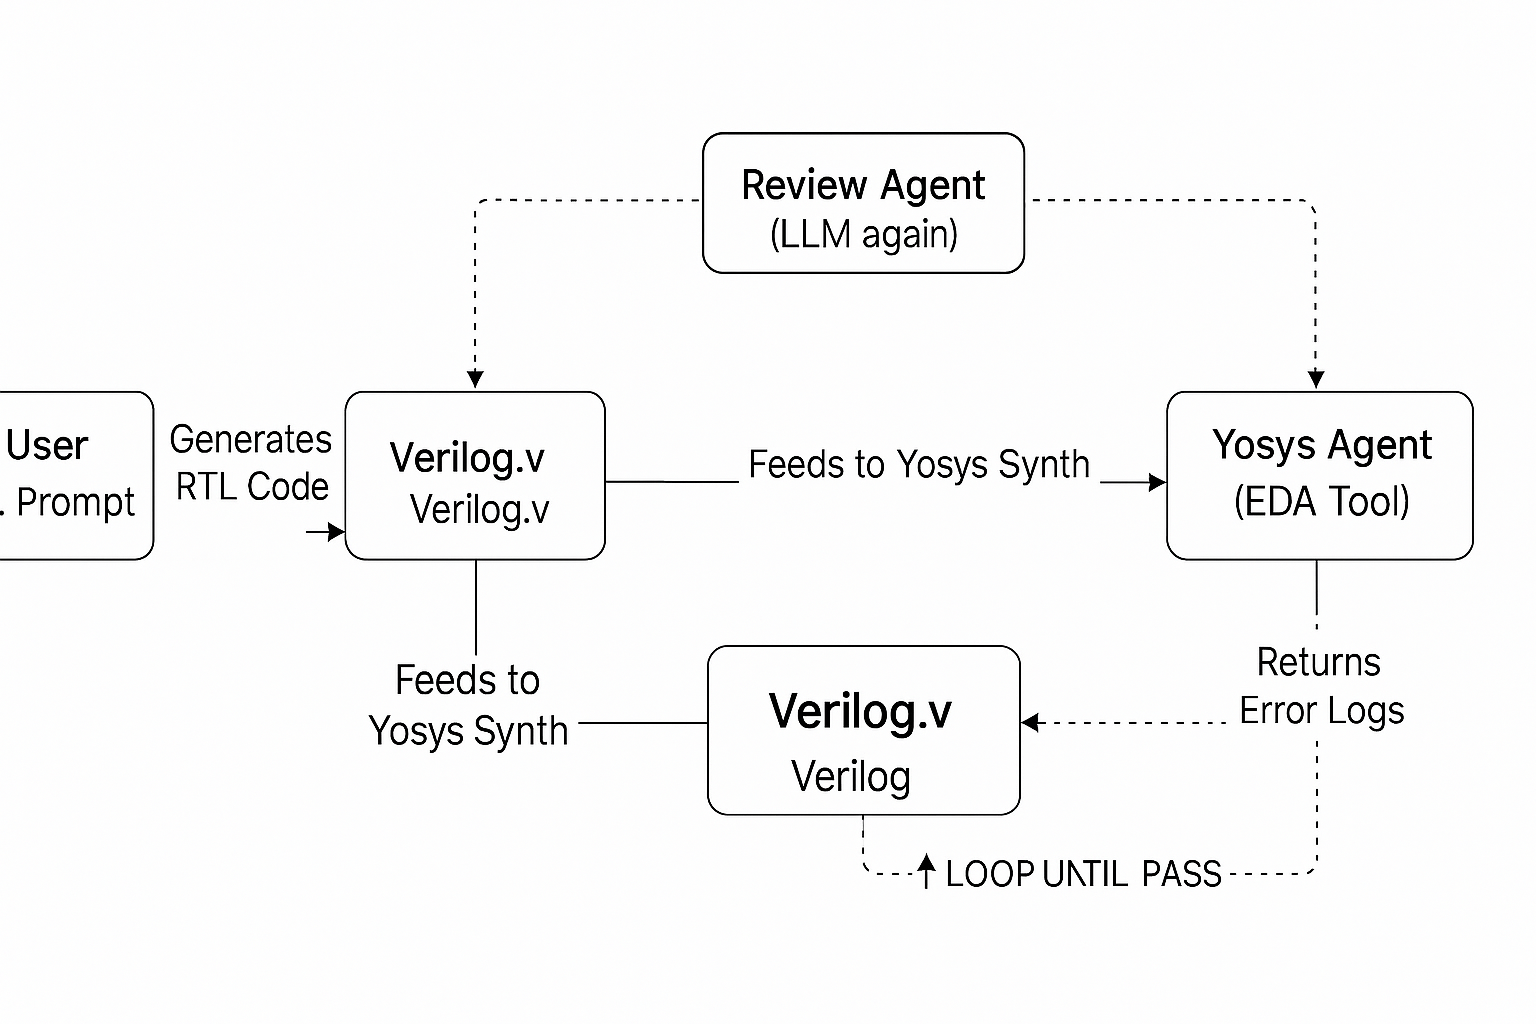 Review Agent
(LLM again)
User
. Prompt
Generates
RTL Code
Verilog.v
Verilog.v
Feeds to Yosys Synth
Yosys Agent
(EDA Tool)
Feeds to
Yosys Synth
Verilog.v
Verilog
Returns
Error Logs
LOOP UNTIL PASS